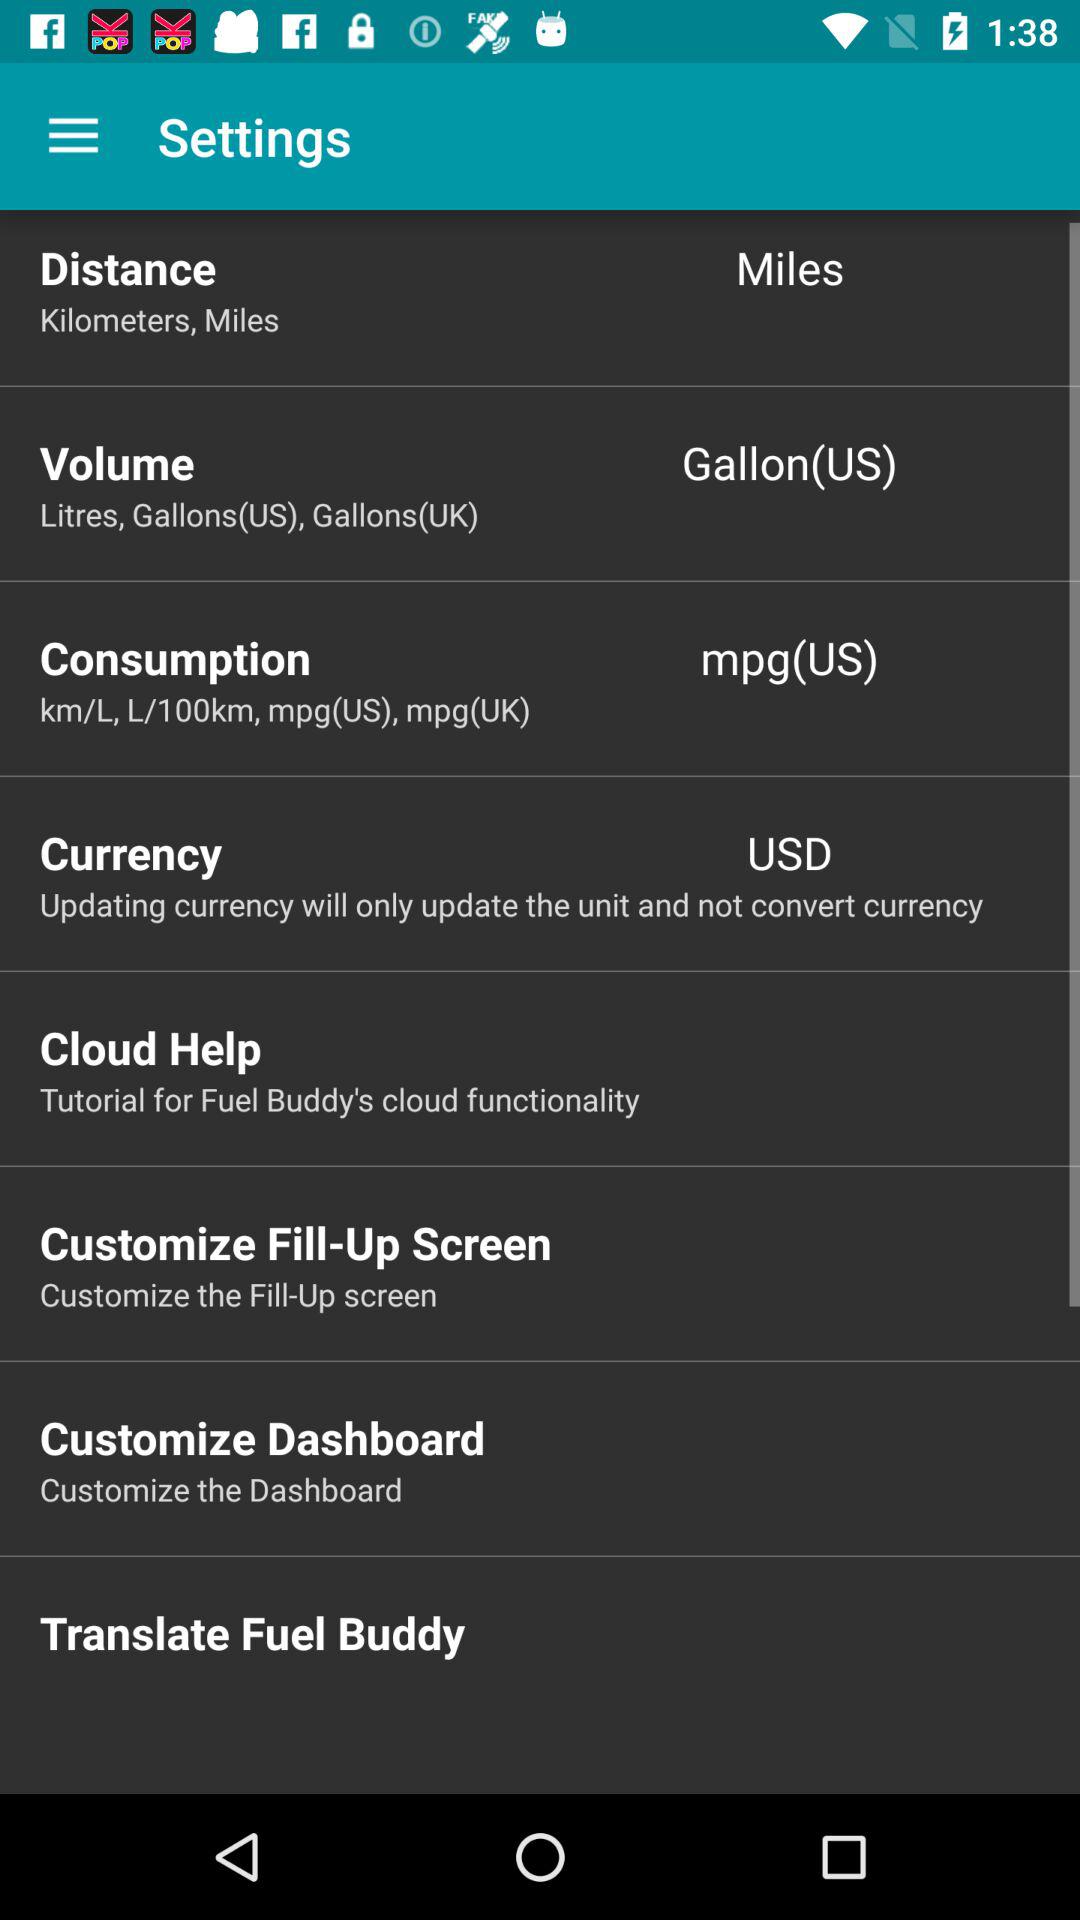 KPOP KPOP FAKE 1:38
Settings
Distance Miles
Kilometers, Miles
Volume Gallon(US)
Litres, Gallons(US), Gallons(UK)
Consumption mpg(US)
km/L, L/100km, mpg(US), mpg(UK)
Currency USD
Updating currency will only update the unit and not convert currency
Cloud Help
Tutorial for Fuel Buddy's cloud functionality
Customize Fill-Up Screen
Customize the Fill-Up screen
Customize Dashboard
Customize the Dashboard
Translate Fuel Buddy